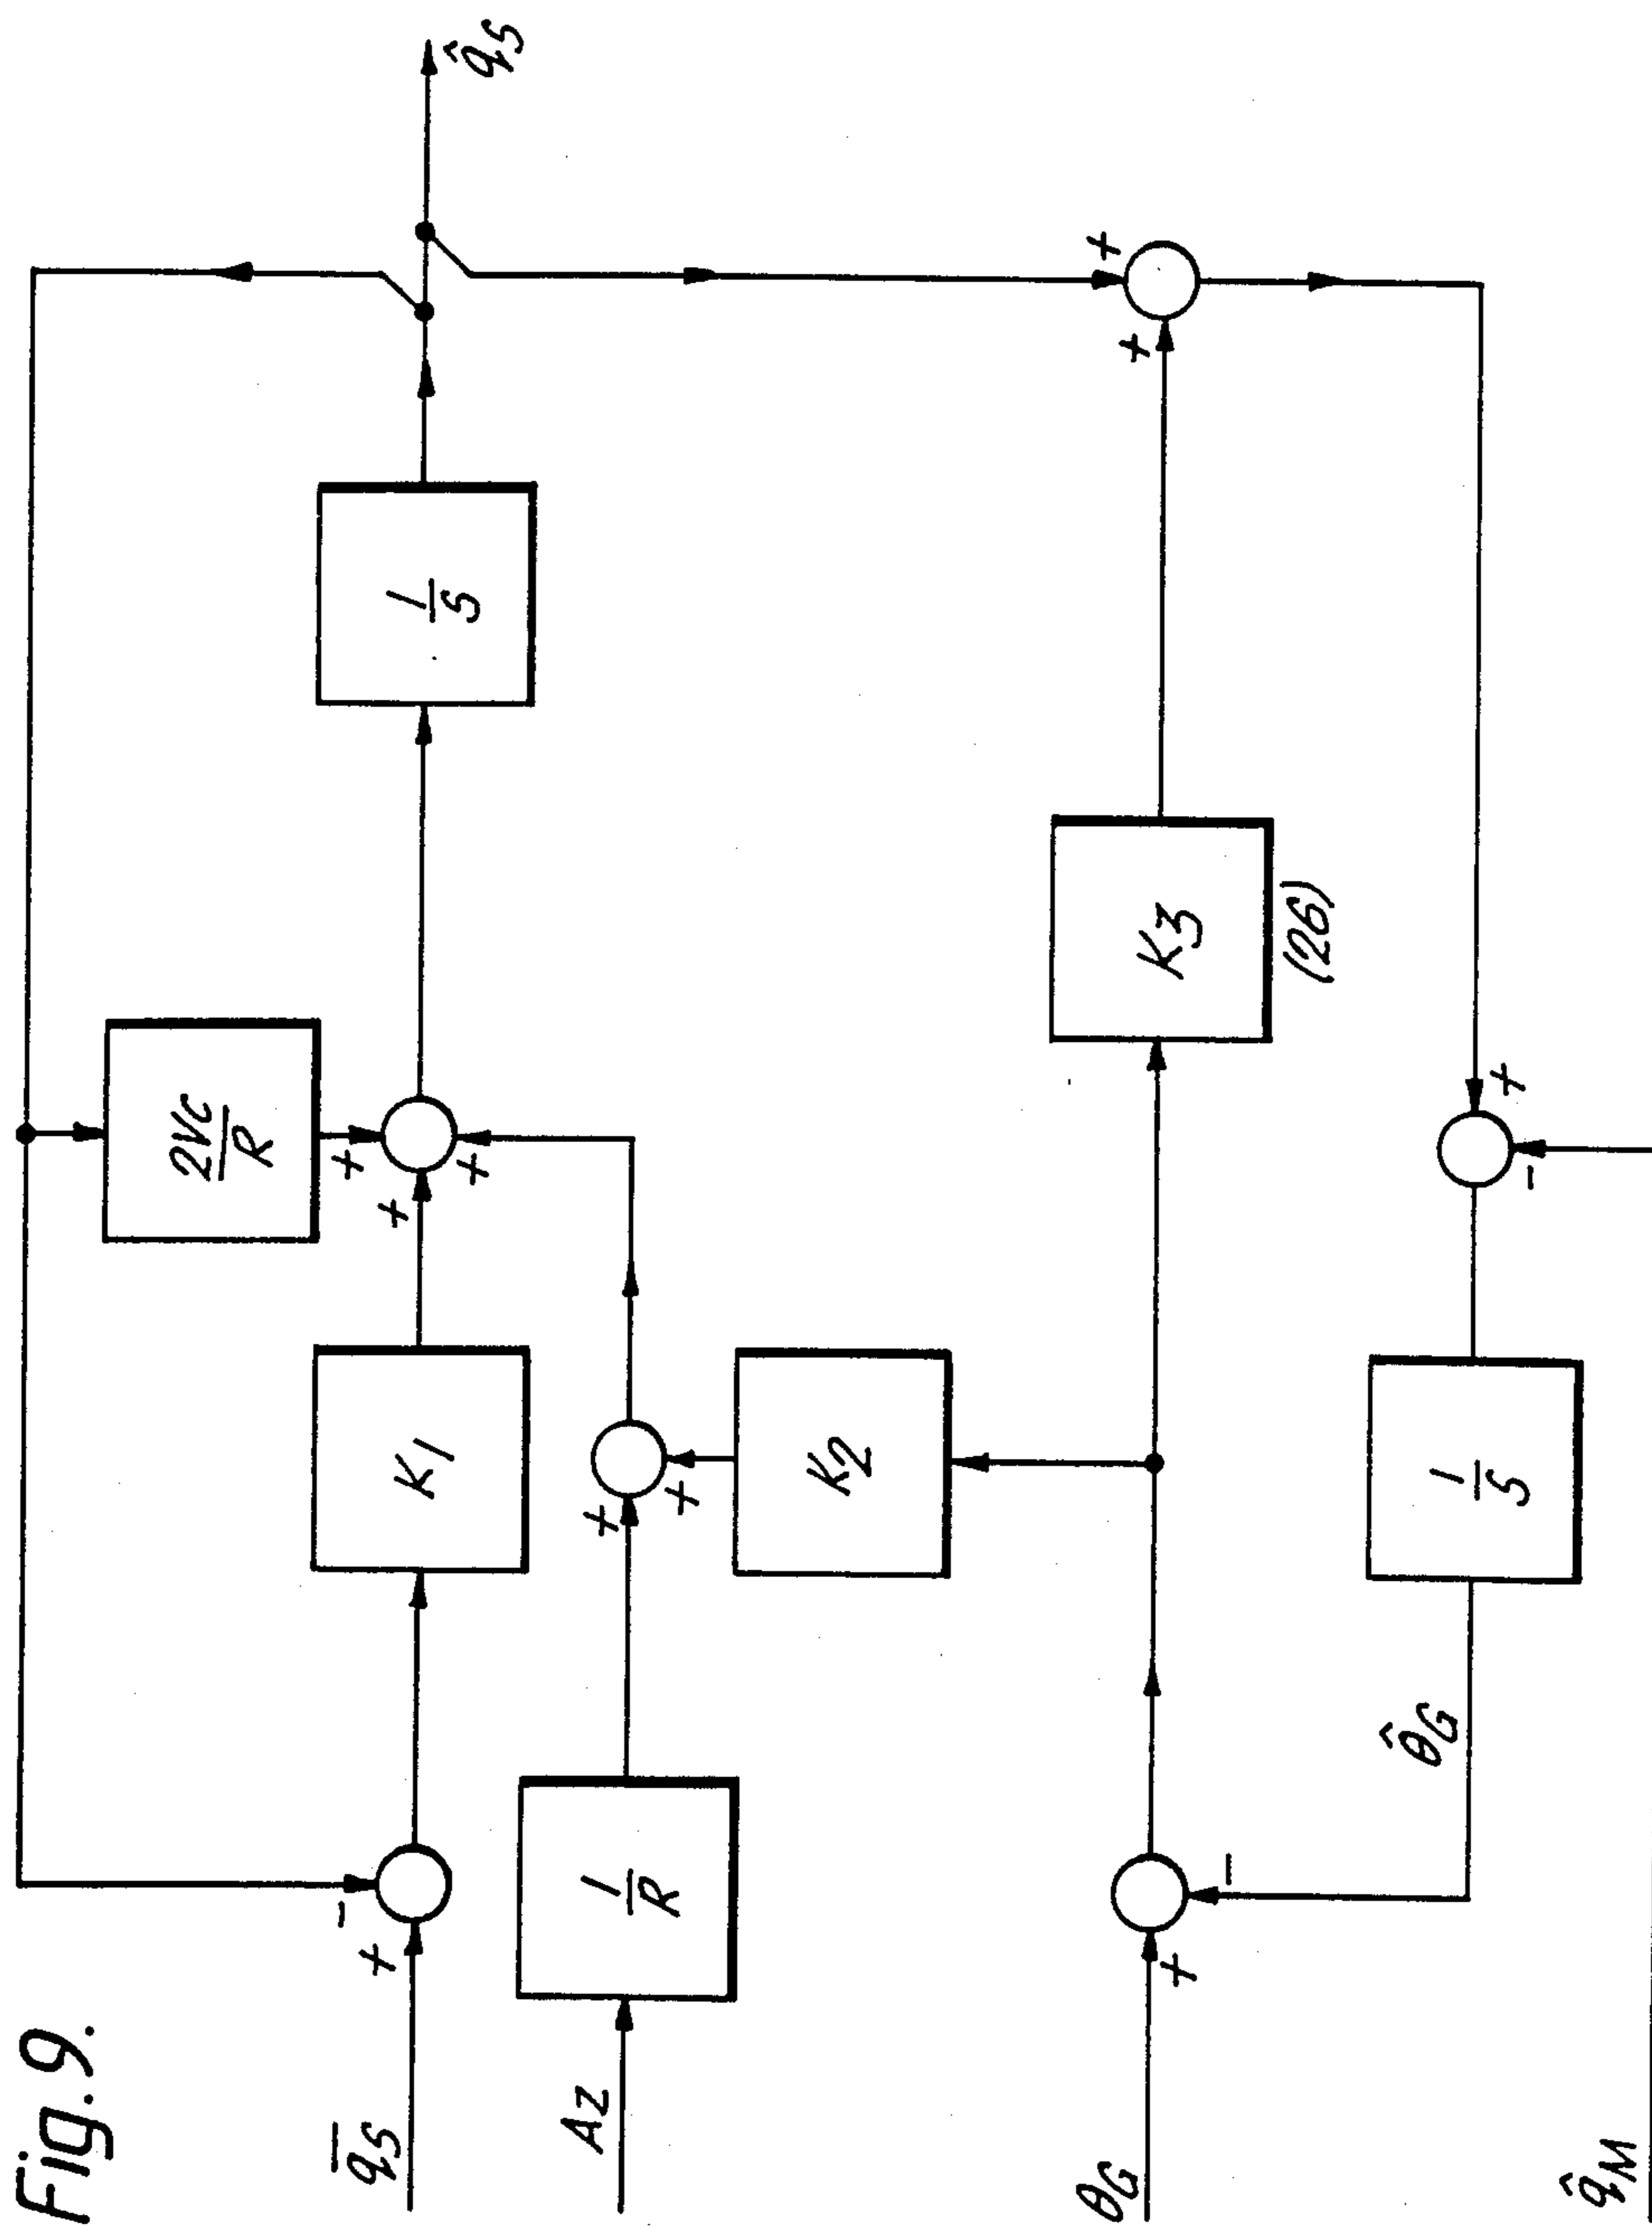 Fig. 9.
2Vc
R
q̄S
+
-
K1
+
+
+
1
S
q̂S
Az
1
R
+
+
K2
θG
+
-
K3
(26)
+
+
θ̂G
1
S
+
-
q̂M